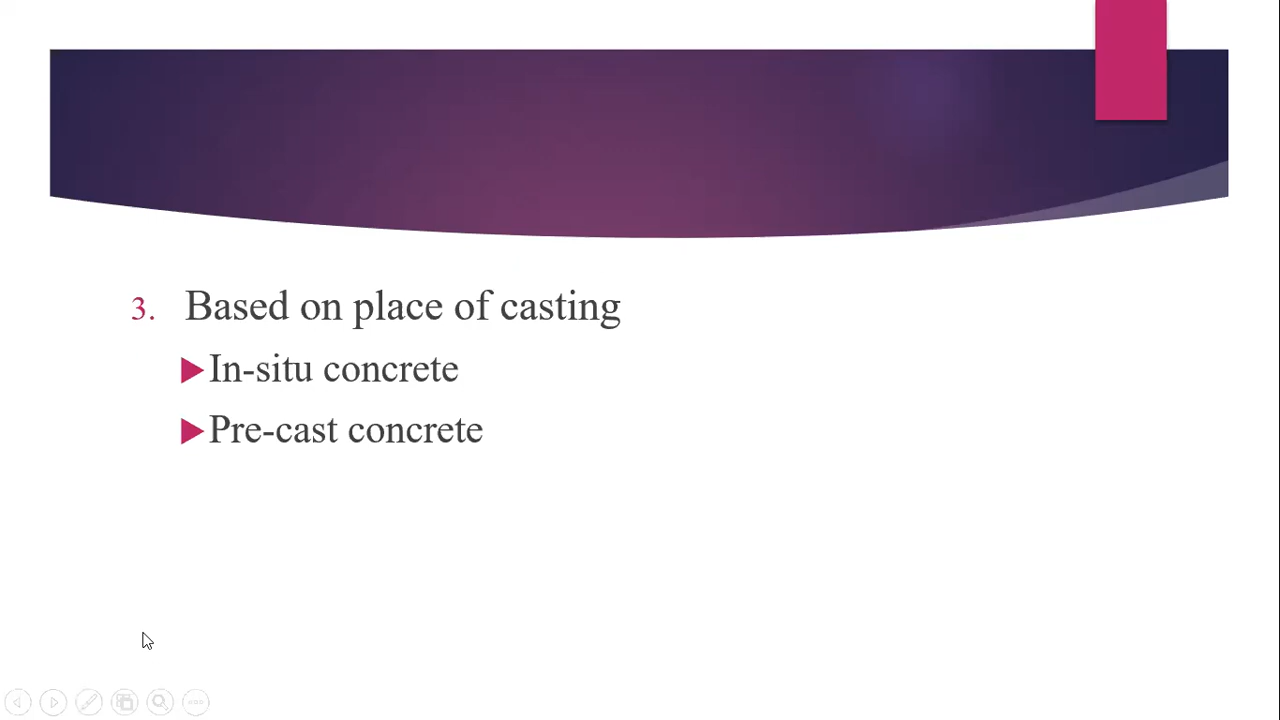 3. Based on place of casting
In-situ concrete
Pre-cast concrete